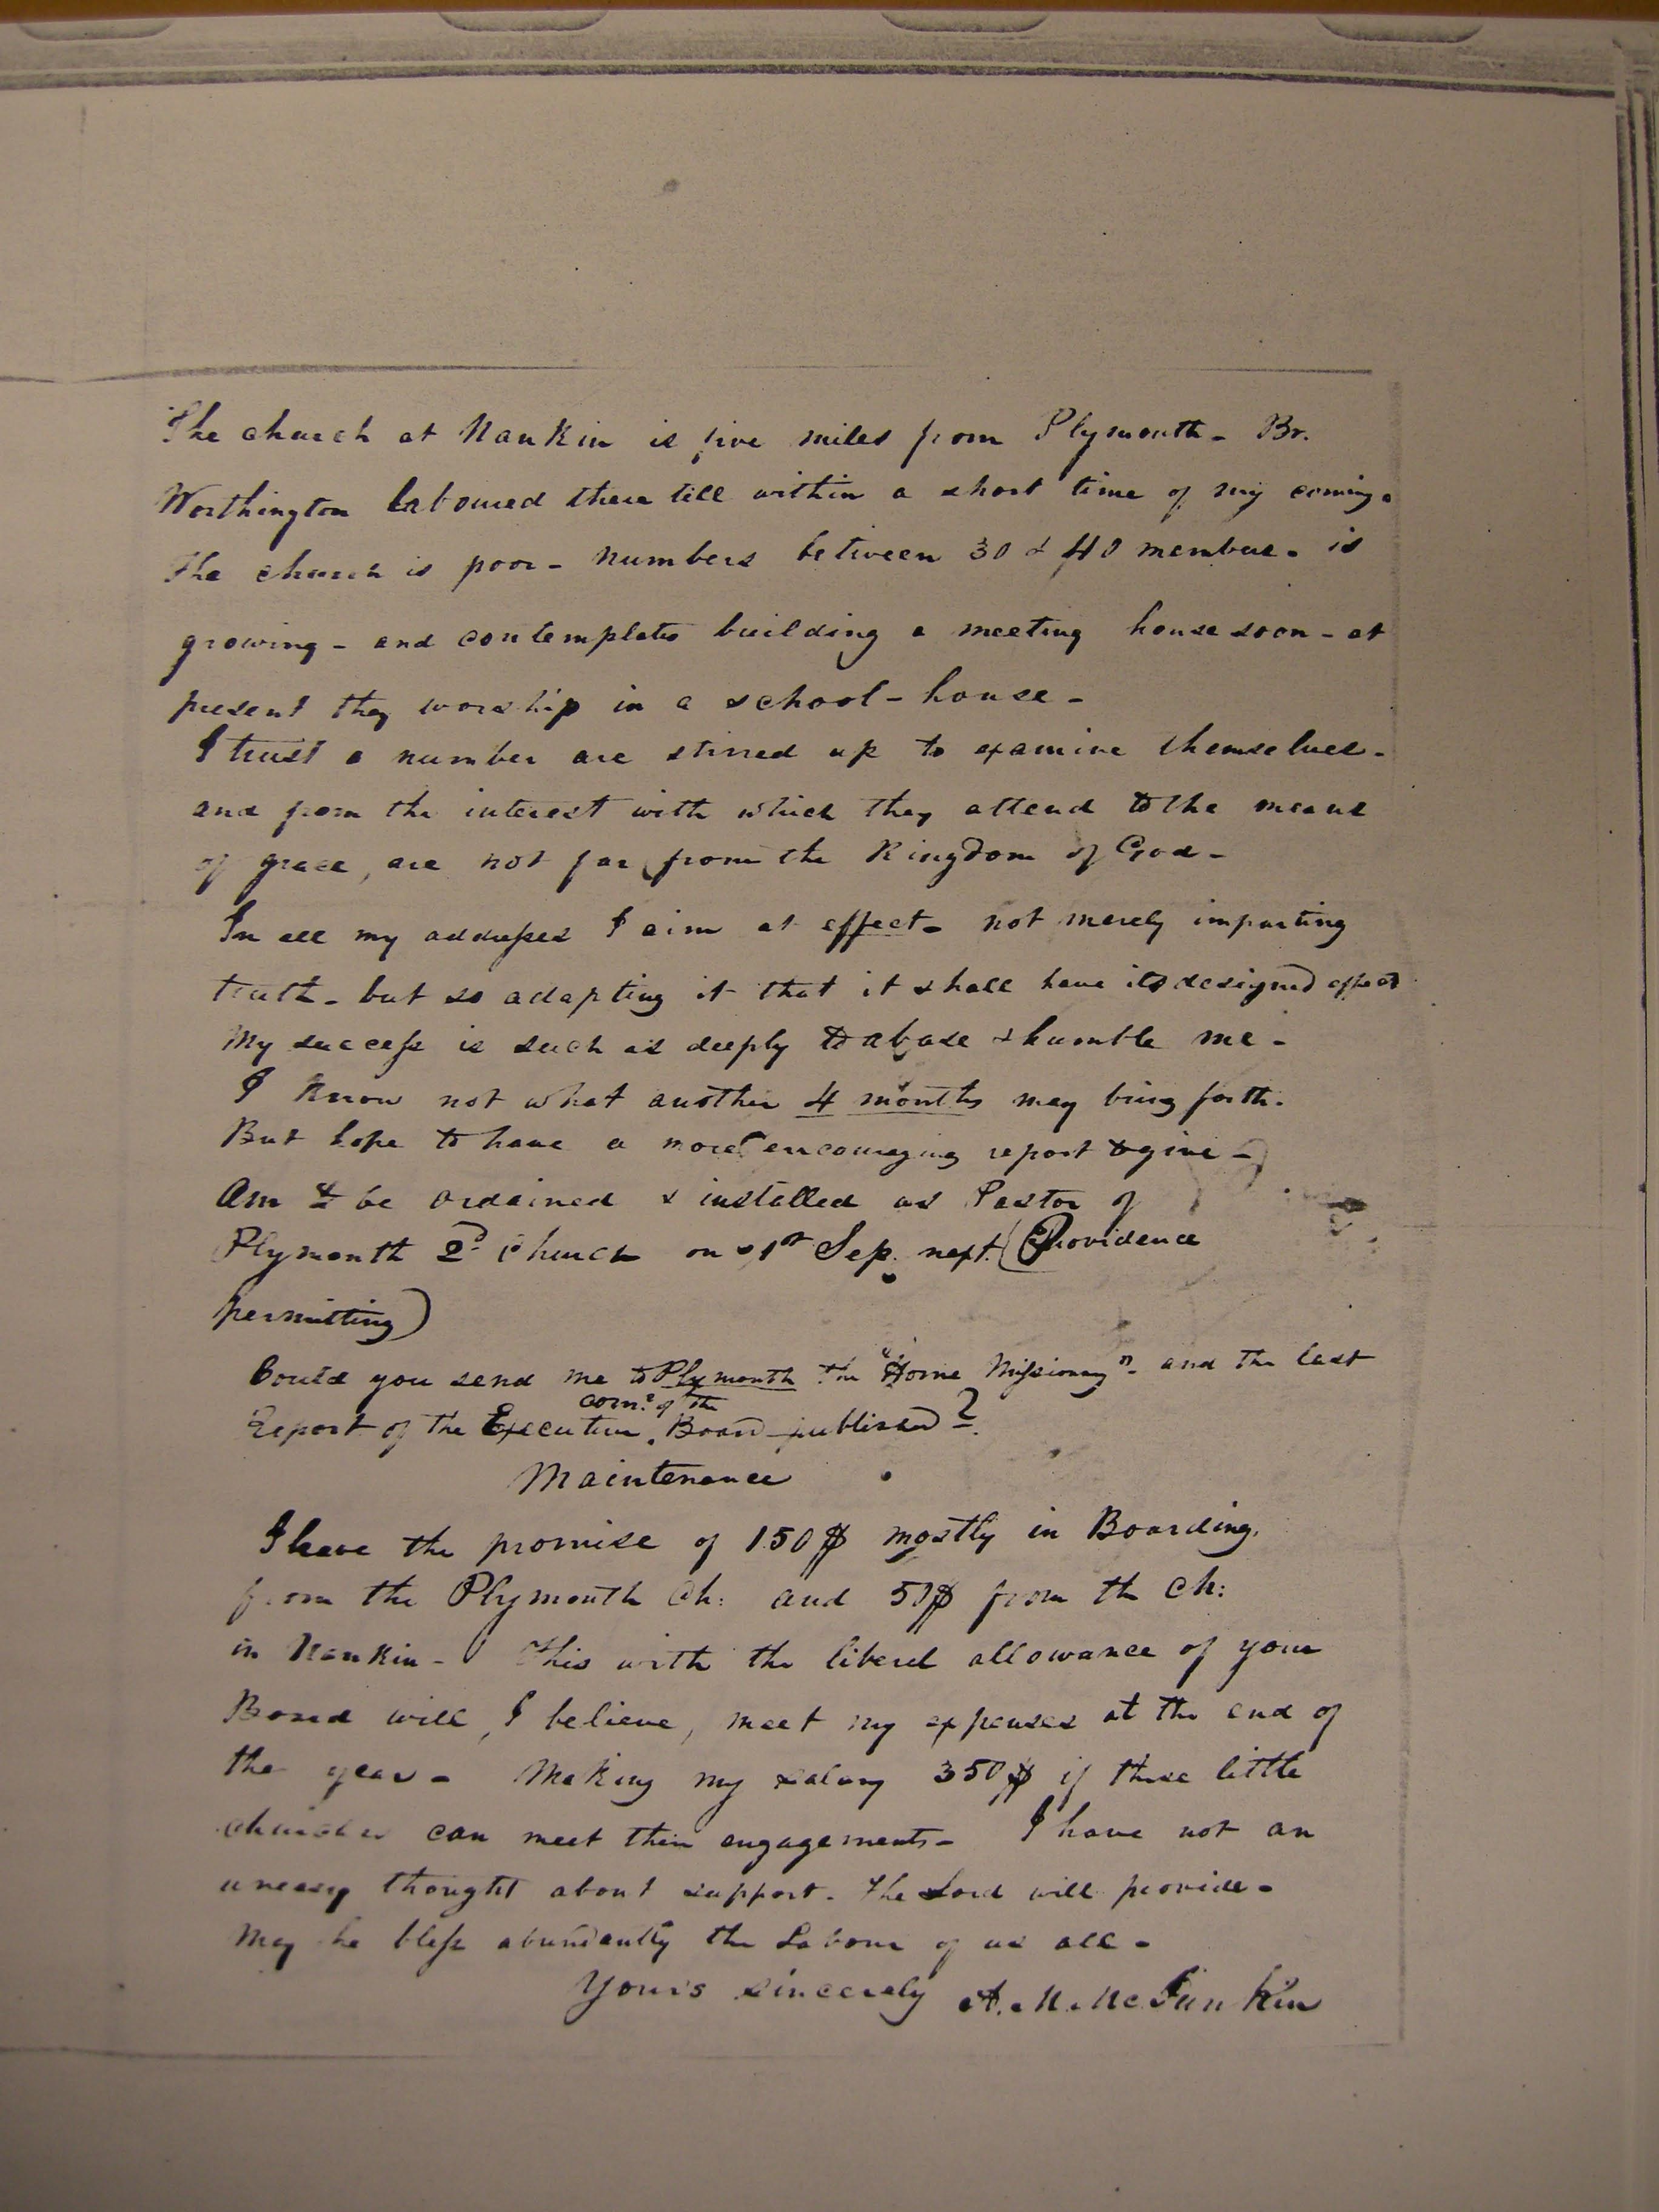 The church at Nankin is five miles from Plymouth - Br.
Worthington laboured there till within a short time of my coming.
The church is poor - numbers between 30 & 40 members. is
growing - and contemplates building a meeting house soon - at
present they worship in a school-house -
I trust a number are stirred up to examine themselves -
and from the interest with which they attend to the means
of grace, are not far from the Kingdom of God -
In all my addresses I aim at effect - not merely imparting
truth - but so adapting it that it shall have its designed effect
My success is such as deeply to abase & humble me -
I know not what another 4 months may bring forth.
But hope to have a more encouraging report to give -
Am to be ordained & installed as Pastor of
Plymouth 2d Church on 1st Sep. next. (Providence
permitting)
Could you send me to Plymouth the "Home Missionary" - and the last
com: of the
Report of the Executive Board published?
Maintenance
I have the promise of 150$ mostly in Boarding,
from the Plymouth Ch: and 50$ from th Ch:
in Nankin - This with the liberal allowance of your
Board will, I believe, meet my expenses at the end of
the year - Making my salary 350$ if these little
churches can meet their engagements - I have not an
uneasy thought about support. The Lord will provide -
May he bless abundantly the Labour of us all -
Yours sincerely A. M. McJunkin